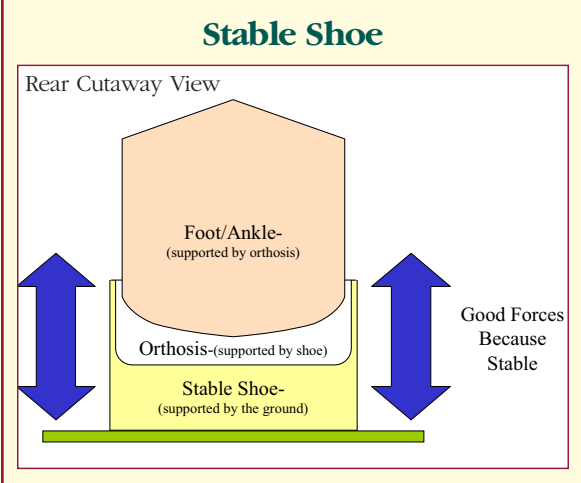 Stable Shoe
Rear Cutaway View
Foot/Ankle-
(supported by orthosis)
Good Forces
Because
Stable
Orthosis-(supported by shoe)
Stable Shoe-
(supported by the ground)